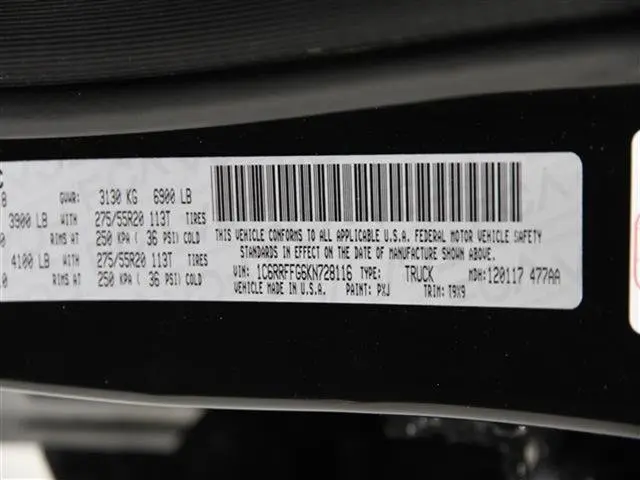 GVWR: 3130 KG 6900 LB
3900 LB WITH 275/55R20 113T TIRES
RIMS AT 250 KPA ( 36 PSI) COLD
4100 LB WITH 275/55R20 113T TIRES
RIMS AT 250 KPA ( 36 PSI) COLD
THIS VEHICLE CONFORMS TO ALL APPLICABLE U.S.A. FEDERAL MOTOR VEHICLE SAFETY
STANDARDS IN EFFECT ON THE DATE OF MANUFACTURE SHOWN ABOVE.
VIN: 1C6RRFFG6KN728116 TYPE: TRUCK MDH: 120117 477AA
VEHICLE MADE IN U.S.A. PAINT: PXJ TRIM: T9X9